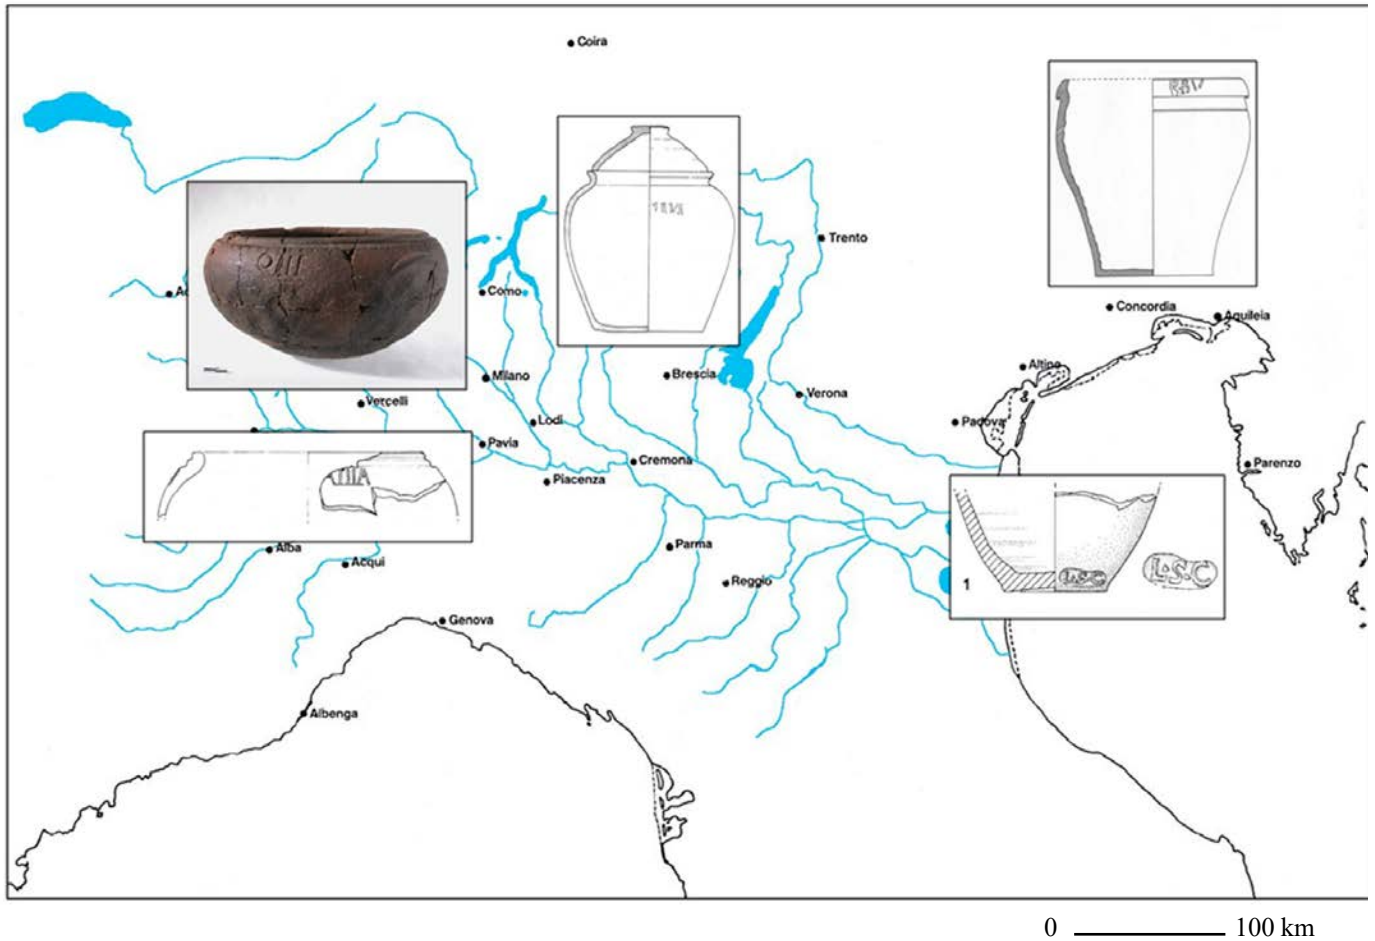 Coira
Trento
Como
Concordia
Aquileia
Altino
Milano
Brescia
Verona
Vercelli
Lodi
Padova
Pavia
Cremona
Piacenza
Parenzo
Alba
Acqui
Parma
Reggio
1
L·S·C
L·S·C
Genova
Albenga
0 100 km